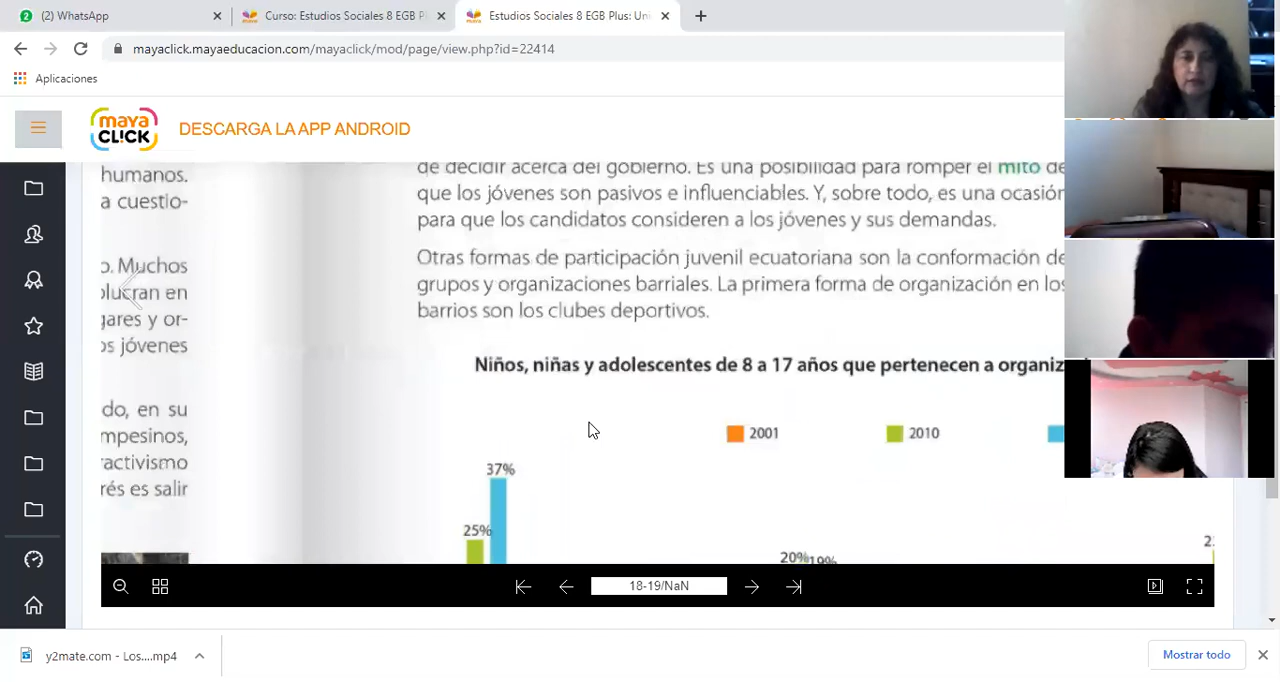 (2) WhatsApp
Curso: Estudios Sociales 8 EGB Pl
Estudios Sociales 8 EGB Plus: Uni
mayaclick.mayaeducacion.com/mayaclick/mod/page/view.php?id=22414
Aplicaciones
maya
CLICK
DESCARGA LA APP ANDROID
humanos.
a cuestio-
o. Muchos
olucran en
gares y or-
os jóvenes
do, en su
mpesinos,
ractivismo
rés es salir
de decidir acerca del gobierno. Es una posibilidad para romper el mito de
que los jóvenes son pasivos e influenciables. Y, sobre todo, es una ocasión
para que los candidatos consideren a los jóvenes y sus demandas.
Otras formas de participación juvenil ecuatoriana son la conformación de
grupos y organizaciones barriales. La primera forma de organización en los
barrios son los clubes deportivos.
Niños, niñas y adolescentes de 8 a 17 años que pertenecen a organiz
2001
2010
37%
25%
20%
19%
2
18-19/NaN
y2mate.com - Los....mp4
Mostrar todo